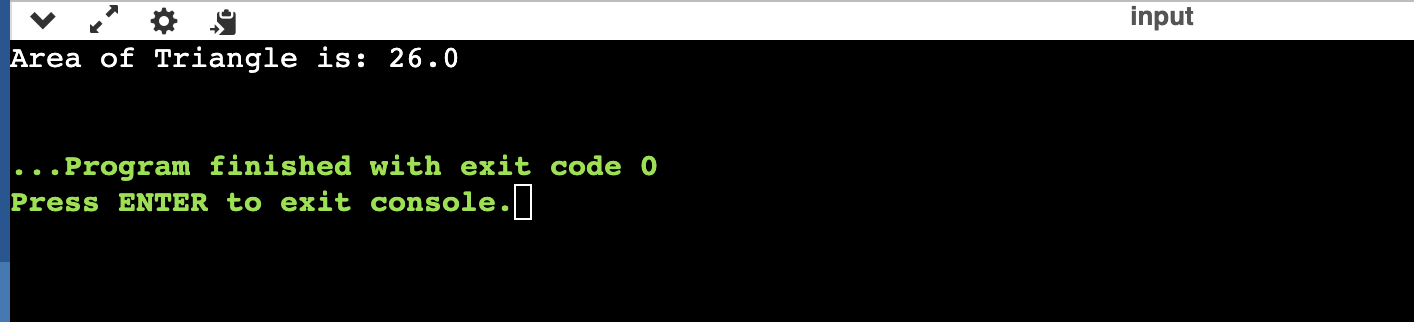 input
Area of Triangle is: 26.0
...Program finished with exit code 0
Press ENTER to exit console.